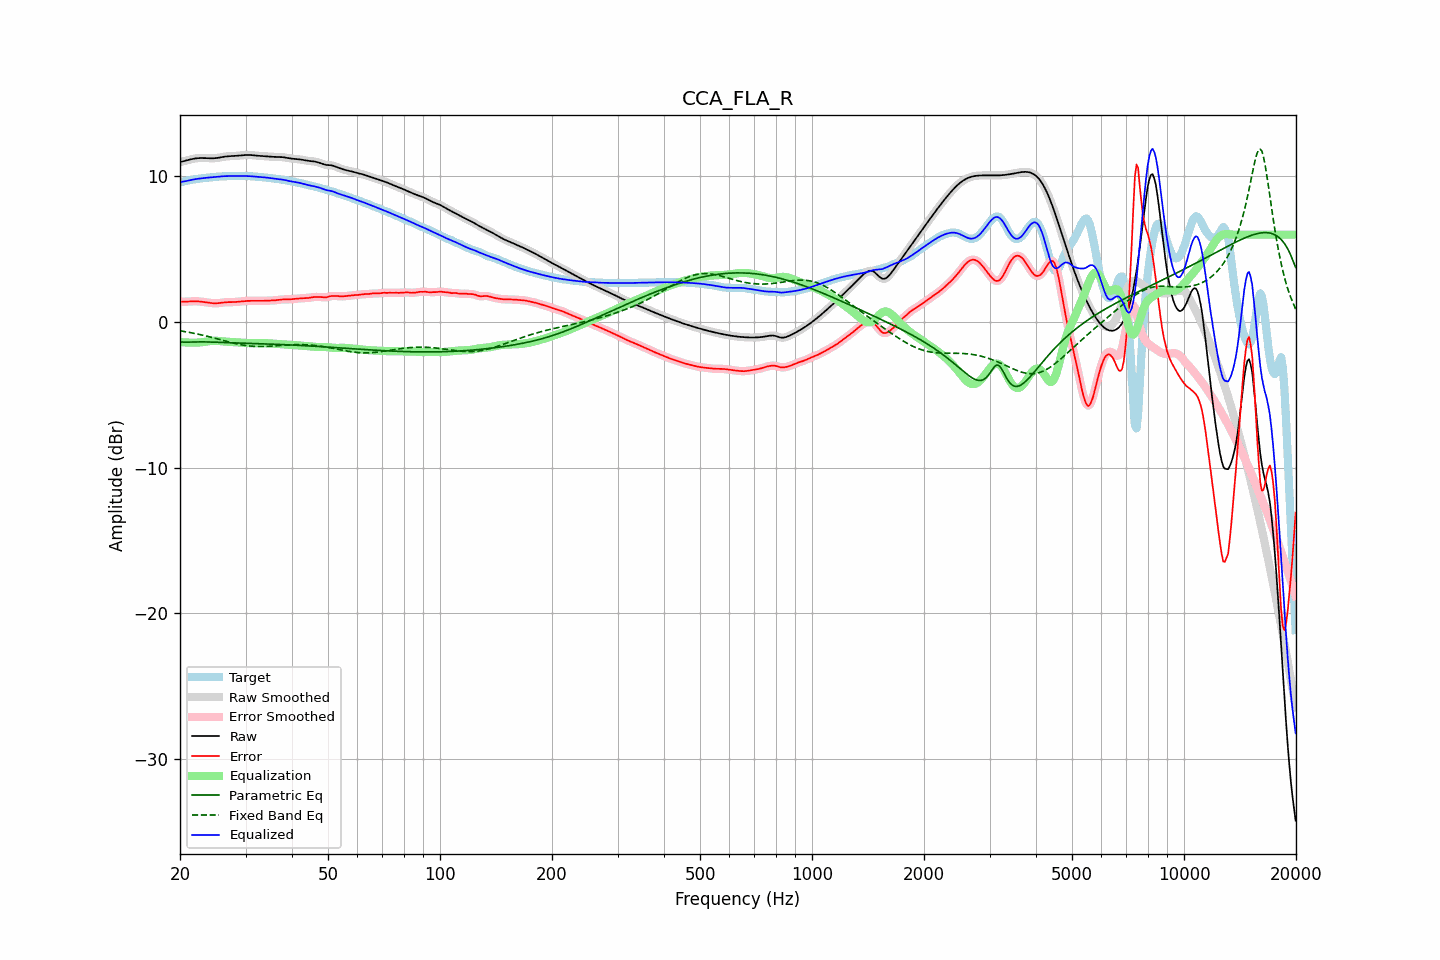 CCA_FLA_R
Amplitude (dBr)
10
0
−10
−20
−30
Target
Raw Smoothed
Error Smoothed
Raw
Error
Equalization
Parametric Eq
Fixed Band Eq
Equalized
20 50 100 200 500 1000 2000 5000 10000 20000
Frequency (Hz)